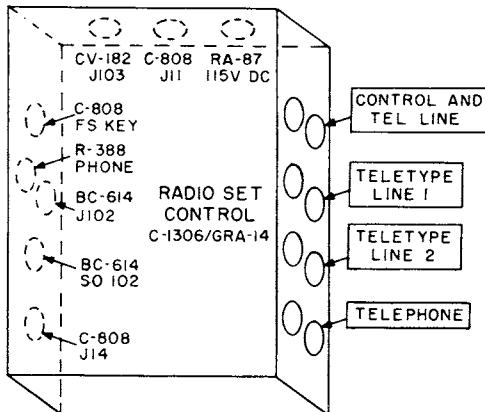 CV-182
J103
C-808
J11
RA-87
115V DC
C-808
FS KEY
R-388
PHONE
BC-614
J102
BC-614
SO 102
C-808
J14
RADIO SET
CONTROL
C-1306/GRA-14
CONTROL AND
TEL LINE
TELETYPE
LINE 1
TELETYPE
LINE 2
TELEPHONE